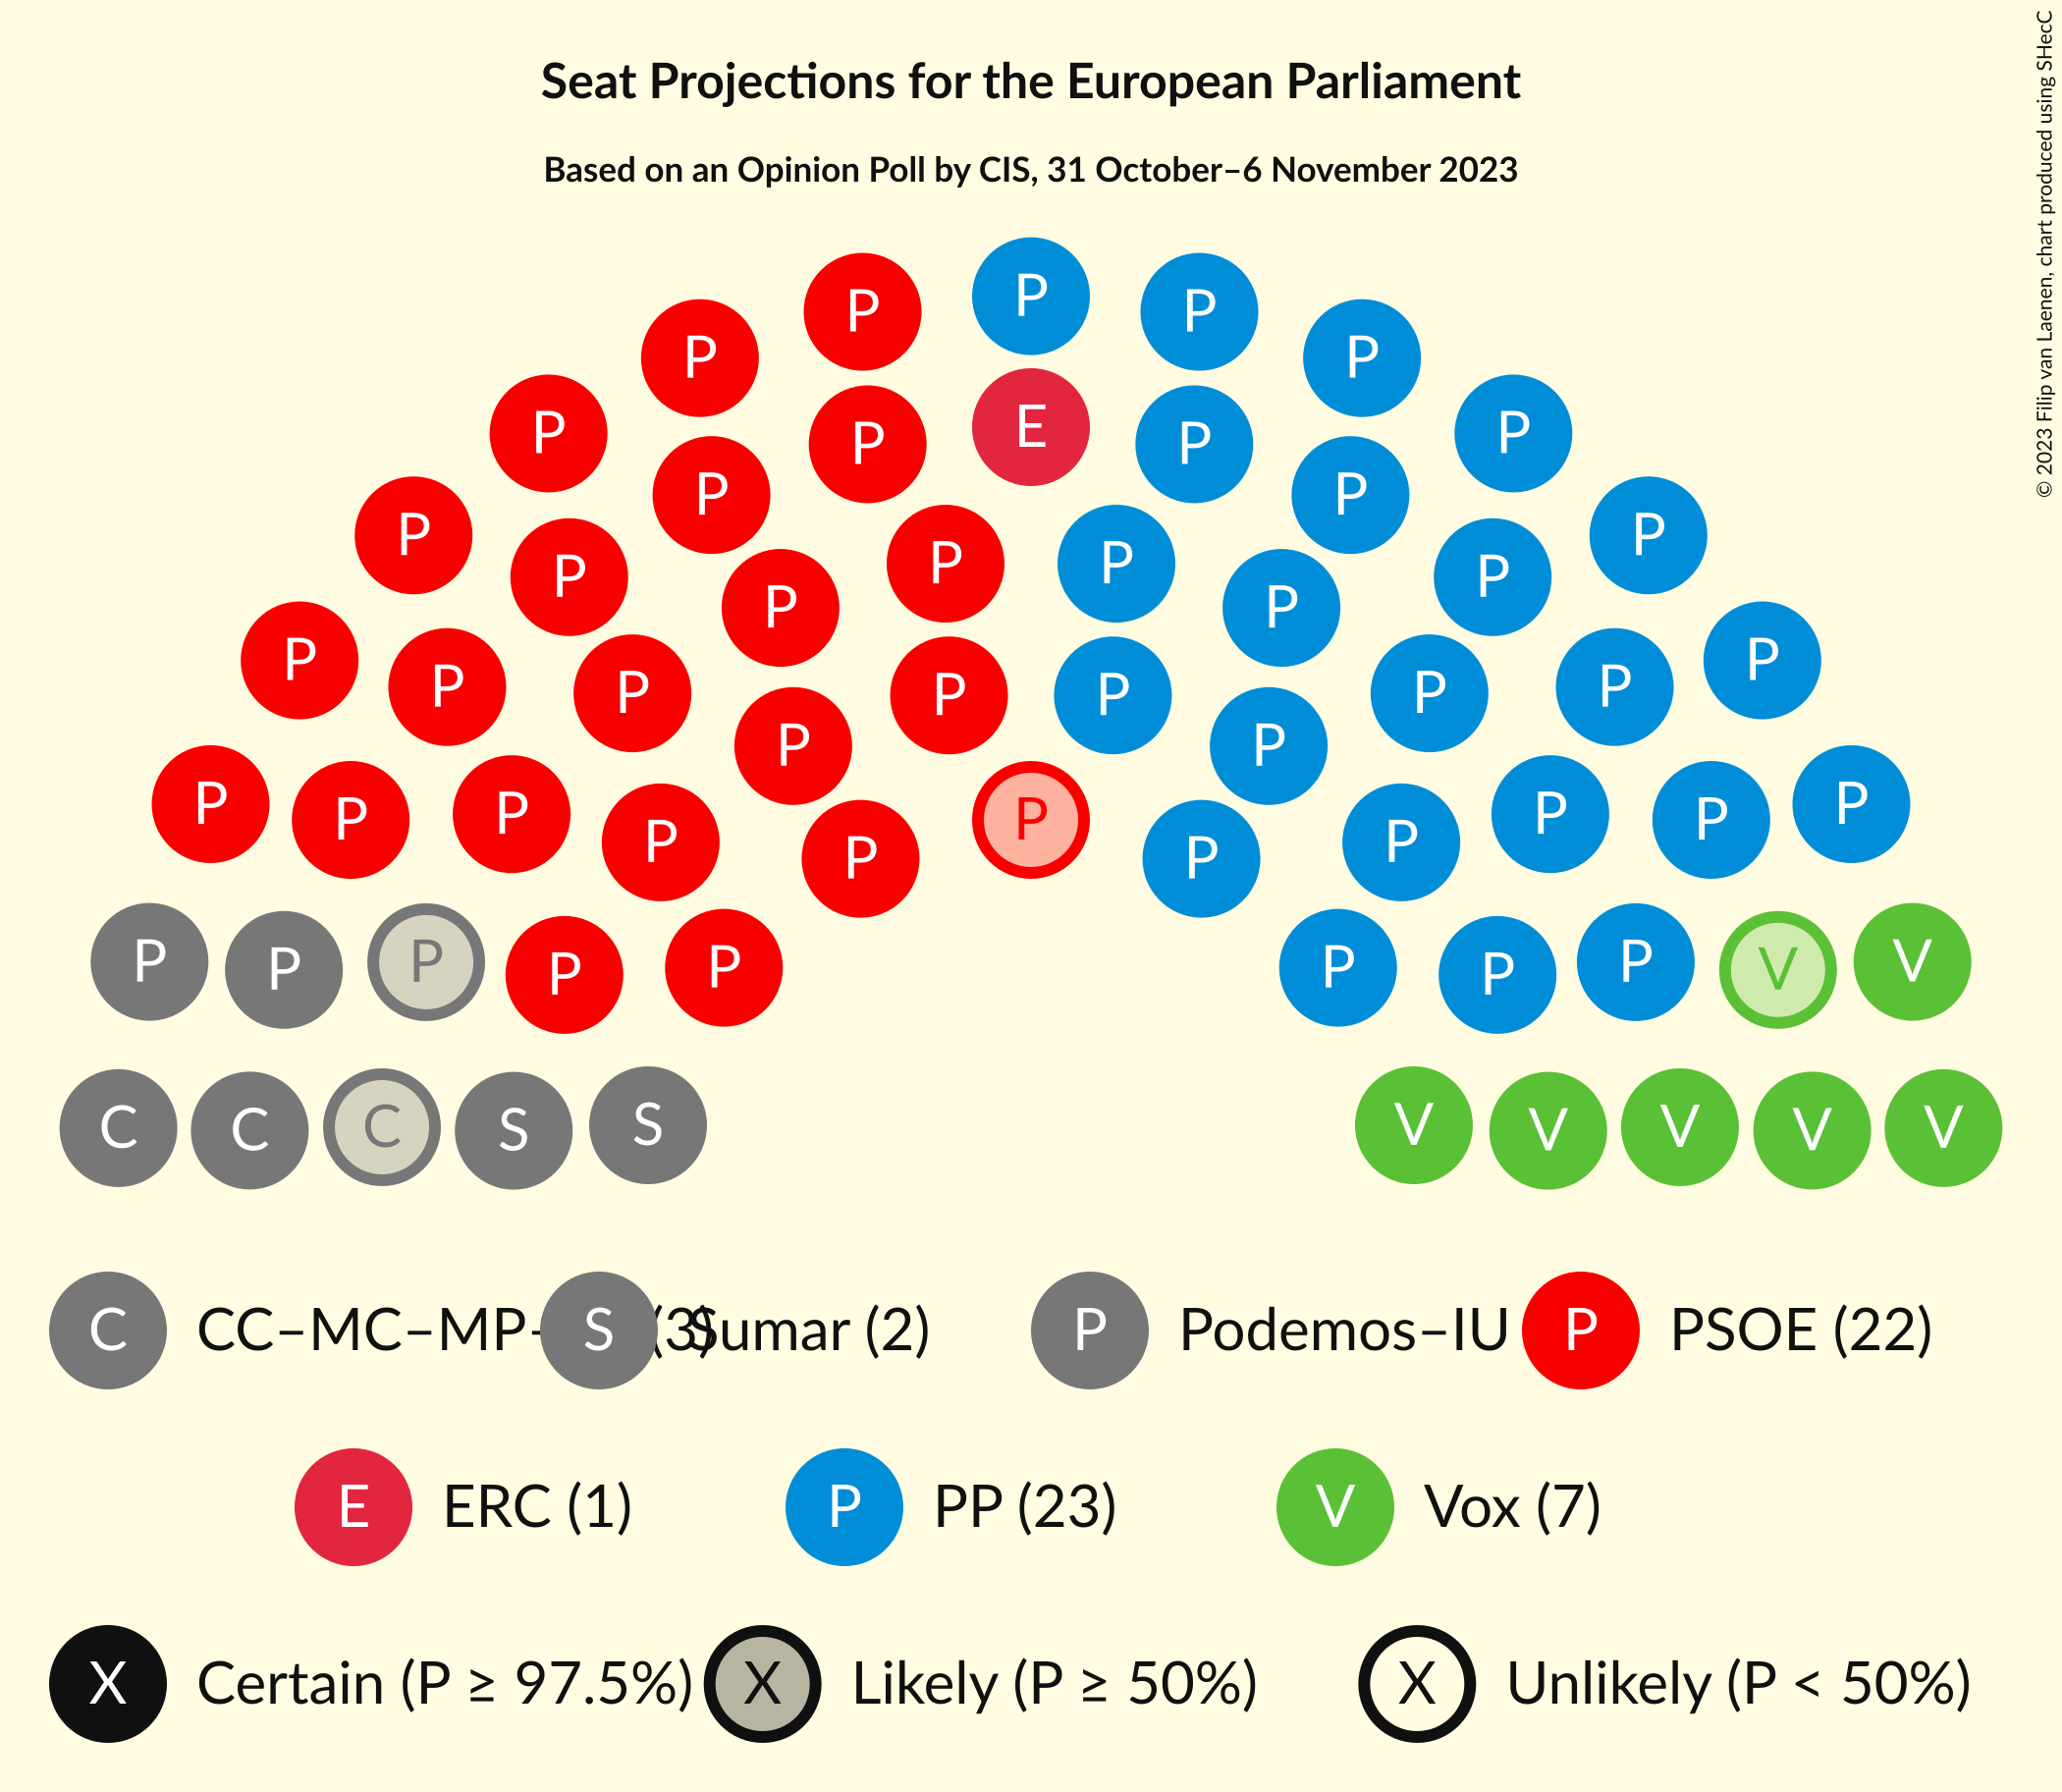 Seat Projections for the European Parliament
Based on an Opinion Poll by CIS, 31 October–6 November 2023
© 2023 Filip van Laenen, chart produced using SHecC
P
P P
P P
P E P
P P
P P
P P
P P
P P
P P
P P
P P
P P
P P
P P
P P
P P
P P
P P P P
P P P
P P P P
P P
P P P P V V
P P P P P
C C C S S V V V V V
C CC–MC–MP– (3) S Sumar (2) P Podemos–IU P PSOE (22)
E ERC (1) P PP (23) V Vox (7)
X Certain (P ≥ 97.5%) X Likely (P ≥ 50%) X Unlikely (P < 50%)